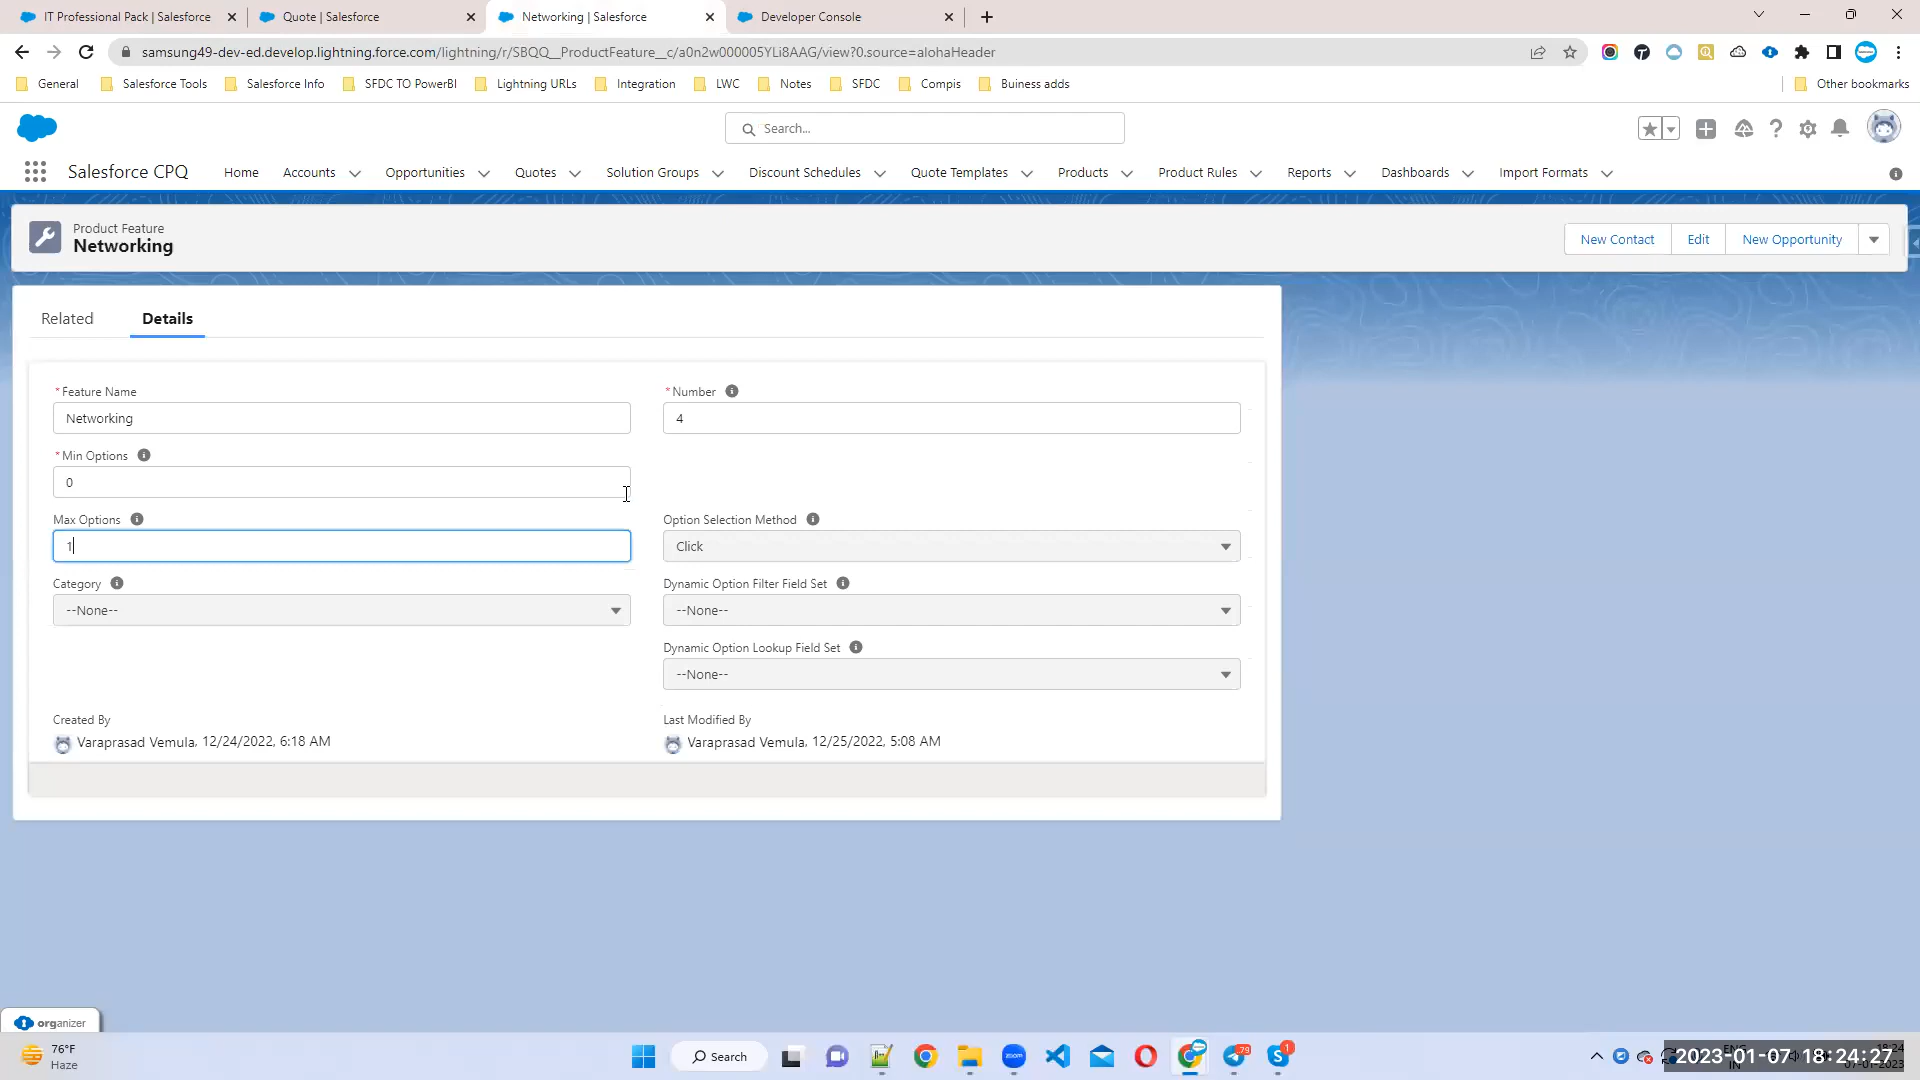 IT Professional Pack | Salesforce
Quote | Salesforce
Networking | Salesforce
Developer Console
samsung49-dev-ed.develop.lightning.force.com/lightning/r/SBQQ__ProductFeature__c/a0n2w000005YLi8AAG/view?0.source=alohaHeader
General
Salesforce Tools
Salesforce Info
SFDC TO PowerBI
Lightning URLs
Integration
LWC
Notes
SFDC
Compis
Buiness adds
Other bookmarks
Search...
Salesforce CPQ
Home
Accounts
Opportunities
Quotes
Solution Groups
Discount Schedules
Quote Templates
Products
Product Rules
Reports
Dashboards
Import Formats
Product Feature
Networking
New Contact
Edit
New Opportunity
Related
Details
*Feature Name
Networking
*Number
4
*Min Options
0
Max Options
1
Option Selection Method
Click
Category
--None--
Dynamic Option Filter Field Set
--None--
Dynamic Option Lookup Field Set
--None--
Created By
Varaprasad Vemula, 12/24/2022, 6:18 AM
Last Modified By
Varaprasad Vemula, 12/25/2022, 5:08 AM
organizer
76°F
Haze
Search
zoom
79
1
2023-01-07 18:24:27